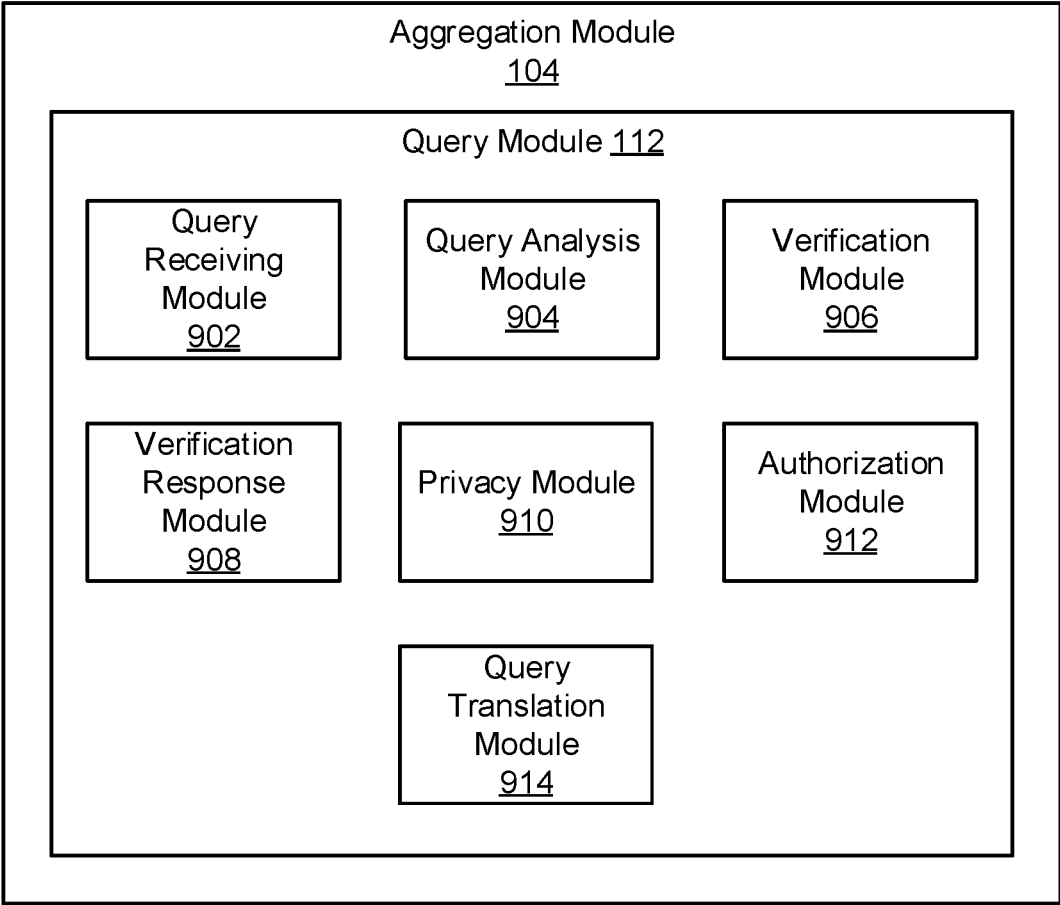 Aggregation Module
104
Query Module 112
Query
Receiving
Module
902
Query Analysis
Module
904
Verification
Module
906
Verification
Response
Module
908
Privacy Module
910
Authorization
Module
912
Query
Translation
Module
914